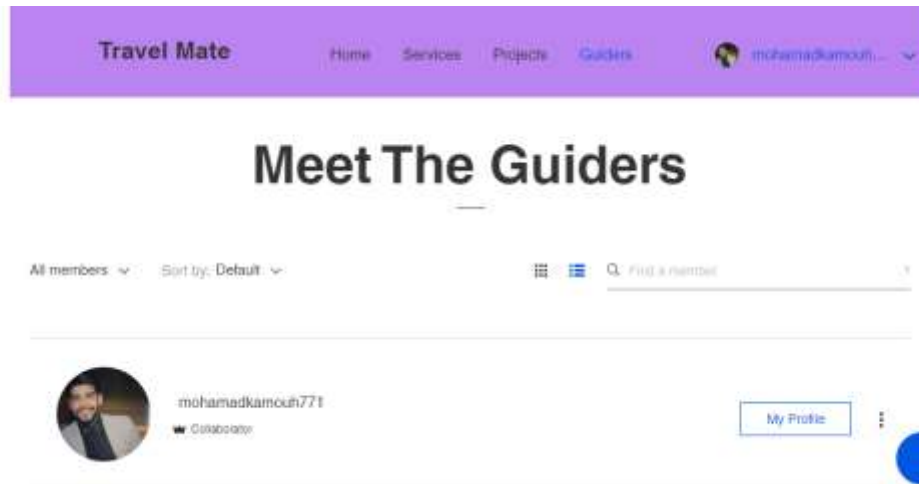 Travel Mate Home Services Projects Guiders mohamadkamouh...
Meet The Guiders
All members Sort by: Default Find a member
mohamadkamouh771 My Profile
Collaborator